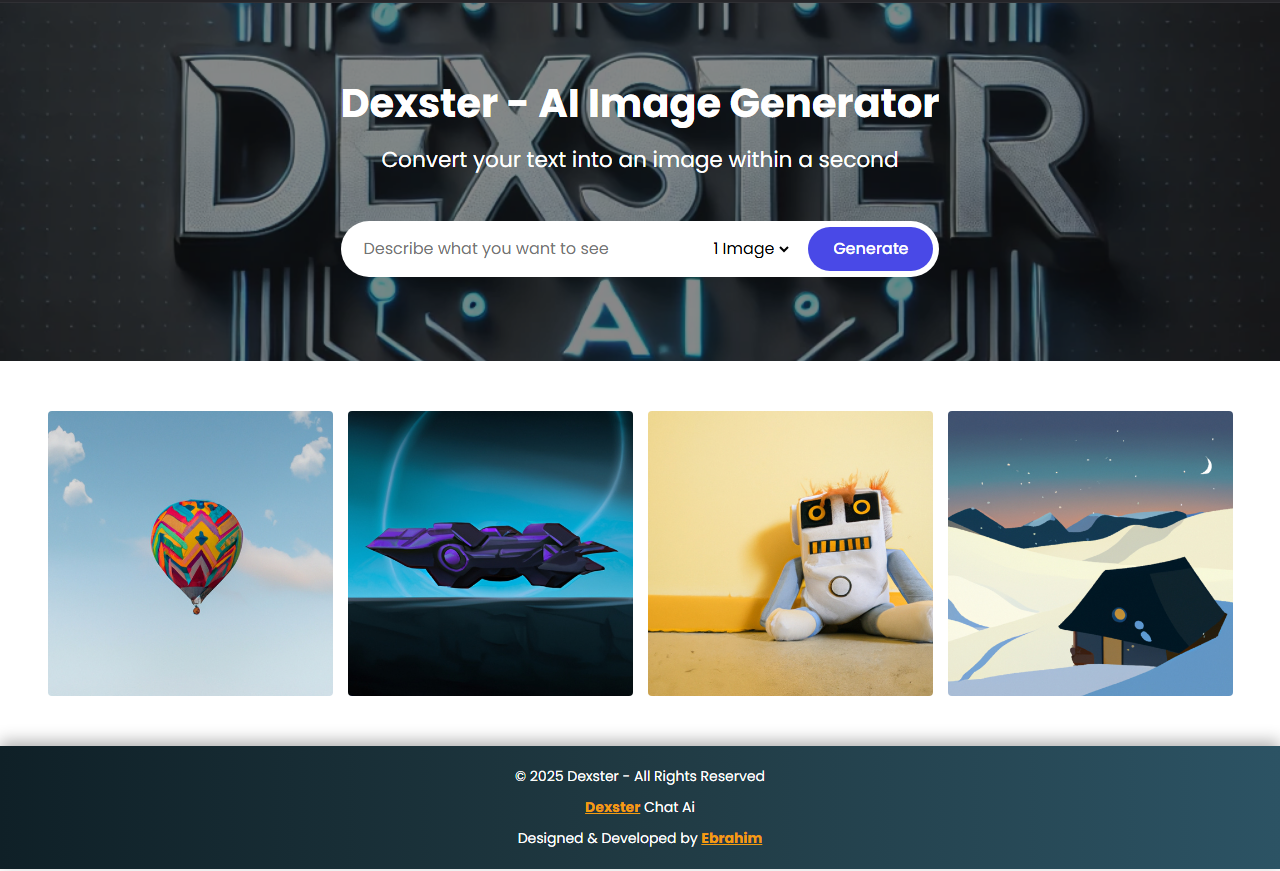 DEXSTER
Dexster - AI Image Generator
Convert your text into an image within a second
Describe what you want to see
1 Image
Generate
A.I
© 2025 Dexster - All Rights Reserved
Dexster Chat Ai
Designed & Developed by Ebrahim